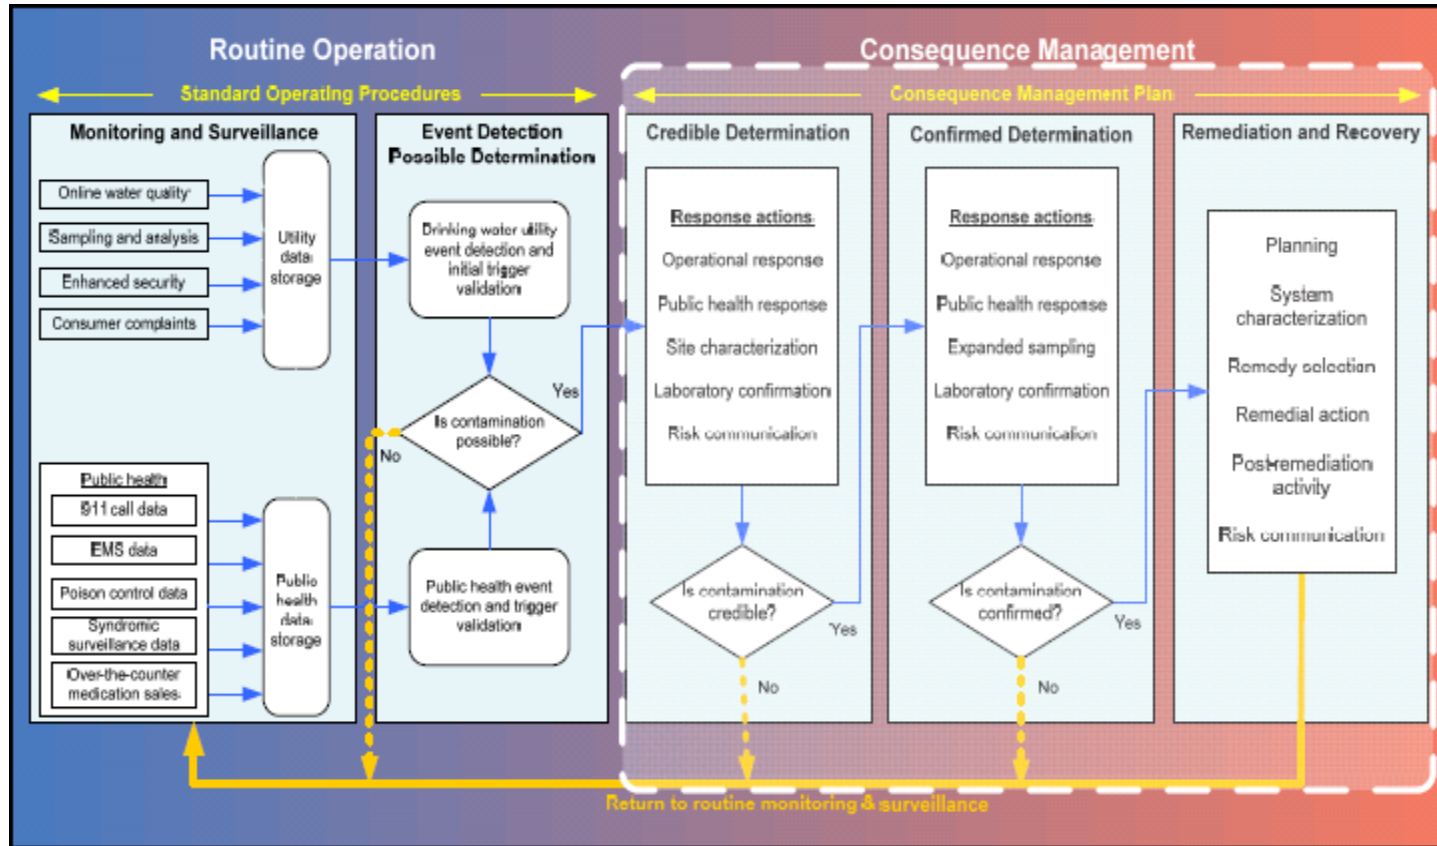 Routine Operation
Consequence Management
Standard Operating Procedures
Consequence Management Plan
Monitoring and Surveillance
Online water quality
Sampling and analysis
Enhanced security
Consumer complaints
Utility
data
storage
Public health
911 call data
EMS data
Poison control data
Syndromic
surveillance data
Over-the-counter
medication sales
Public
health
data
storage
Event Detection
Possible Determination
Drinking water utility
event detection and
initial trigger
validation
Is contamination
possible?
Yes
No
Public health event
detection and trigger
validation
Credible Determination
Response actions
Operational response
Public health response
Site characterization
Laboratory confirmation
Risk communication
Is contamination
credible?
Yes
No
Confirmed Determination
Response actions
Operational response
Public health response
Expanded sampling
Laboratory confirmation
Risk communication
Is contamination
confirmed?
Yes
No
Remediation and Recovery
Planning
System
characterization
Remedy selection
Remedial action
Post-remediation
activity
Risk communication
Return to routine monitoring & surveillance